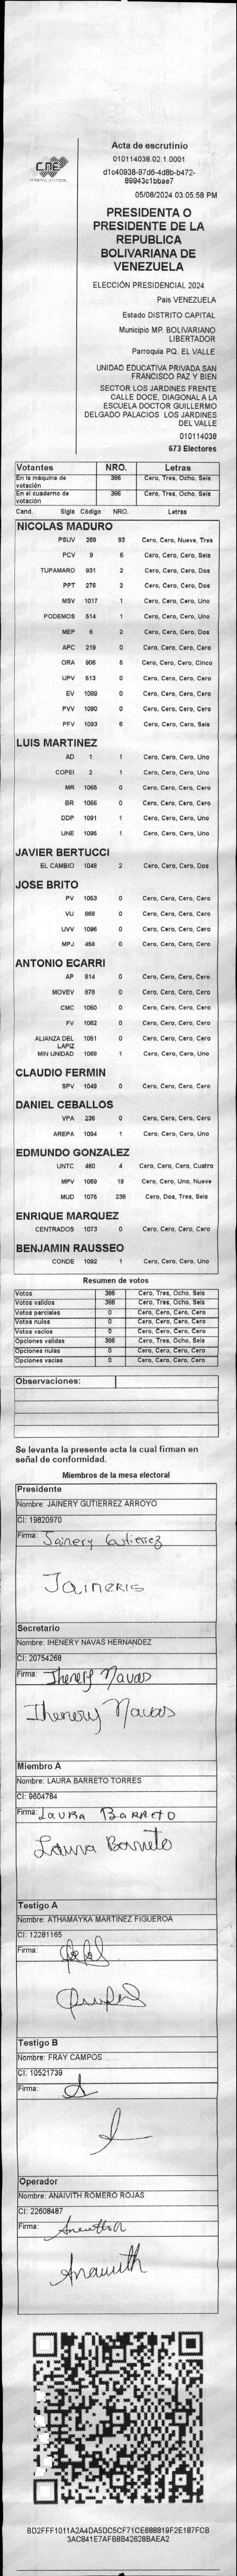 CNE
Acta de escrutinio
010114038.02.1.0001
d1c40938-97d6-4d8b-b472-
89943c1bbae7
05/08/2024 03:05:58 PM
PRESIDENTA O
PRESIDENTE DE LA
REPUBLICA
BOLIVARIANA DE
VENEZUELA
ELECCIÓN PRESIDENCIAL 2024
Pais VENEZUELA
Estado DISTRITO CAPITAL
Municipio MP. BOLIVARIANO
LIBERTADOR
Parroquia PQ. EL VALLE
UNIDAD EDUCATIVA PRIVADA SAN
FRANCISCO PAZ Y BIEN
SECTOR LOS JARDINES FRENTE
CALLE DOCE, DIAGONAL A LA
ESCUELA DOCTOR GUILLERMO
DELGADO PALACIOS LOS JARDINES
DEL VALLE
010114038
673 Electores
Votantes NRO. Letras
En la máquina de votación 386 Cero, Tres, Ocho, Seis
En el cuaderno de votación 386 Cero, Tres, Ocho, Seis
Cand. Sigla Código NRO. Letras
NICOLAS MADURO
PSUV 269 93 Cero, Cero, Nueve, Tres
PCV 9 6 Cero, Cero, Cero, Seis
TUPAMARO 931 2 Cero, Cero, Cero, Dos
PPT 276 2 Cero, Cero, Cero, Dos
MSV 1017 1 Cero, Cero, Cero, Uno
PODEMOS 514 1 Cero, Cero, Cero, Uno
MEP 6 2 Cero, Cero, Cero, Dos
APC 219 0 Cero, Cero, Cero, Cero
ORA 906 5 Cero, Cero, Cero, Cinco
UPV 513 0 Cero, Cero, Cero, Cero
EV 1089 0 Cero, Cero, Cero, Cero
PVV 1090 0 Cero, Cero, Cero, Cero
PFV 1093 6 Cero, Cero, Cero, Seis
LUIS MARTINEZ
AD 1 1 Cero, Cero, Cero, Uno
COPEI 2 1 Cero, Cero, Cero, Uno
MR 1065 0 Cero, Cero, Cero, Cero
BR 1066 0 Cero, Cero, Cero, Cero
DDP 1091 1 Cero, Cero, Cero, Uno
UNE 1095 1 Cero, Cero, Cero, Uno
JAVIER BERTUCCI
EL CAMBIO 1048 2 Cero, Cero, Cero, Dos
JOSE BRITO
PV 1053 0 Cero, Cero, Cero, Cero
VU 868 0 Cero, Cero, Cero, Cero
UVV 1096 0 Cero, Cero, Cero, Cero
MPJ 458 0 Cero, Cero, Cero, Cero
ANTONIO ECARRI
AP 814 0 Cero, Cero, Cero, Cero
MOVEV 878 0 Cero, Cero, Cero, Cero
CMC 1050 0 Cero, Cero, Cero, Cero
FV 1062 0 Cero, Cero, Cero, Cero
ALIANZA DEL LAPIZ 1051 0 Cero, Cero, Cero, Cero
MIN UNIDAD 1088 1 Cero, Cero, Cero, Uno
CLAUDIO FERMIN
SPV 1049 0 Cero, Cero, Cero, Cero
DANIEL CEBALLOS
VPA 236 0 Cero, Cero, Cero, Cero
AREPA 1094 1 Cero, Cero, Cero, Uno
EDMUNDO GONZALEZ
UNTC 460 4 Cero, Cero, Cero, Cuatro
MPV 1069 19 Cero, Cero, Uno, Nueve
MUD 1075 236 Cero, Dos, Tres, Seis
ENRIQUE MARQUEZ
CENTRADOS 1073 0 Cero, Cero, Cero, Cero
BENJAMIN RAUSSEO
CONDE 1092 1 Cero, Cero, Cero, Uno
Resumen de votos
Votos 386 Cero, Tres, Ocho, Seis
Votos validos 386 Cero, Tres, Ocho, Seis
Votos parciales 0 Cero, Cero, Cero, Cero
Votos nulos 0 Cero, Cero, Cero, Cero
Votos vacios 0 Cero, Cero, Cero, Cero
Opciones validas 386 Cero, Tres, Ocho, Seis
Opciones nulas 0 Cero, Cero, Cero, Cero
Opciones vacias 0 Cero, Cero, Cero, Cero
Observaciones:
Se levanta la presente acta la cual firman en
señal de conformidad.
Miembros de la mesa electoral
Presidente
Nombre: JAINERY GUTIERREZ ARROYO
CI: 19820970
Firma: Jainery Gutierrez
Secretario
Nombre: IHENERY NAVAS HERNANDEZ
CI: 20754268
Firma: Ihenery Navas
Ihenery Navas
Miembro A
Nombre: LAURA BARRETO TORRES
CI: 9604784
Firma: Laura Barreto
Laura Barreto
Testigo A
Nombre: ATHAMAYKA MARTINEZ FIGUEROA
CI: 12281165
Firma:
Testigo B
Nombre: FRAY CAMPOS
CI: 10521739
Firma:
Operador
Nombre: ANAIVITH ROMERO ROJAS
CI: 22608487
Firma:
BD2FFF1011A2A4DA5DC5CF71CE688819F2E187FCB
3AC841E7AFB8B42628BAEA2